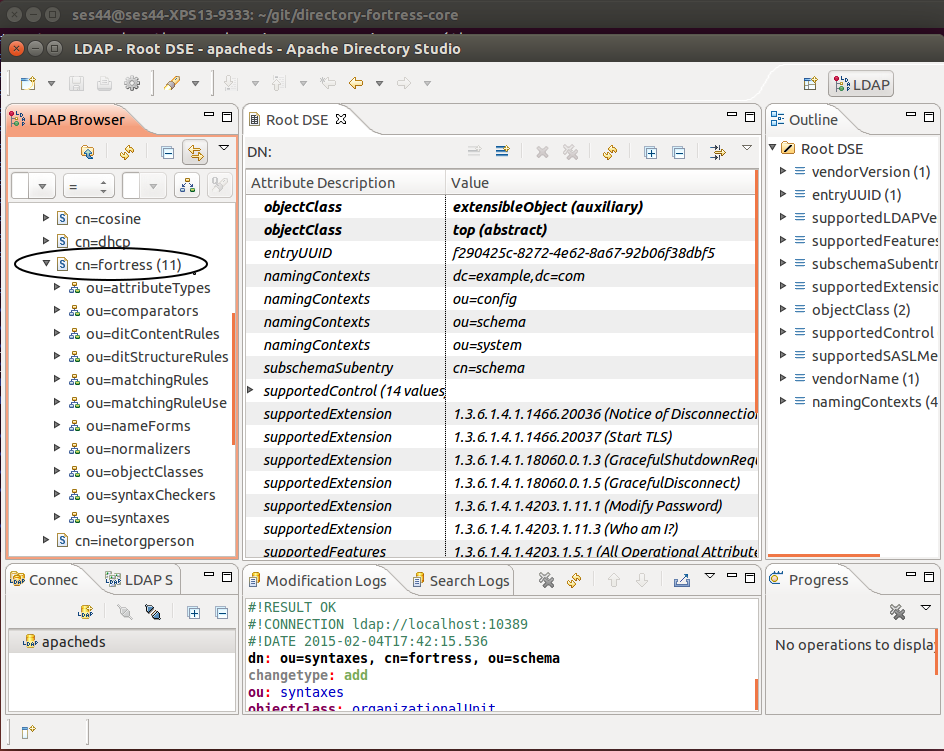 ses44@ses44-XPS13-9333: ~/git/directory-fortress-core
LDAP - Root DSE - apacheds - Apache Directory Studio
LDAP
LDAP Browser
=
cn=cosine
cn=dhcp
cn=fortress (11)
ou=attributeTypes
ou=comparators
ou=ditContentRules
ou=ditStructureRules
ou=matchingRules
ou=matchingRuleUse
ou=nameForms
ou=normalizers
ou=objectClasses
ou=syntaxCheckers
ou=syntaxes
cn=inetorgperson
Root DSE
DN:
Attribute Description Value
objectClass extensibleObject (auxiliary)
objectClass top (abstract)
entryUUID f290425c-8272-4e62-8a67-92b06f38dbf5
namingContexts dc=example,dc=com
namingContexts ou=config
namingContexts ou=schema
namingContexts ou=system
subschemaSubentry cn=schema
supportedControl (14 values
supportedExtension 1.3.6.1.4.1.1466.20036 (Notice of Disconnectio
supportedExtension 1.3.6.1.4.1.1466.20037 (Start TLS)
supportedExtension 1.3.6.1.4.1.18060.0.1.3 (GracefulShutdownRequ
supportedExtension 1.3.6.1.4.1.18060.0.1.5 (GracefulDisconnect)
supportedExtension 1.3.6.1.4.1.4203.1.11.1 (Modify Password)
supportedExtension 1.3.6.1.4.1.4203.1.11.3 (Who am I?)
supportedFeatures 1.3.6.1.4.1.4203.1.5.1 (All Operational Attribute
Outline
Root DSE
vendorVersion (1)
entryUUID (1)
supportedLDAPVe
supportedFeatures
subschemaSubentr
supportedExtensio
objectClass (2)
supportedControl
supportedSASLMe
vendorName (1)
namingContexts (4
Connec LDAP S
apacheds
Modification Logs Search Logs
#!RESULT OK
#!CONNECTION ldap://localhost:10389
#!DATE 2015-02-04T17:42:15.536
dn: ou=syntaxes, cn=fortress, ou=schema
changetype: add
ou: syntaxes
objectclass: organizationalUnit
Progress
No operations to display